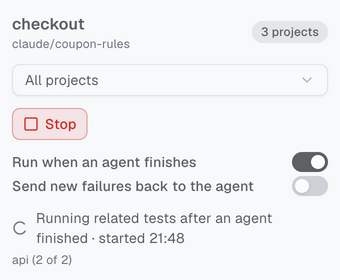 checkout
claude/coupon-rules
3 projects
All projects
Stop
Run when an agent finishes
Send new failures back to the agent
Running related tests after an agent
finished · started 21:48
api (2 of 2)